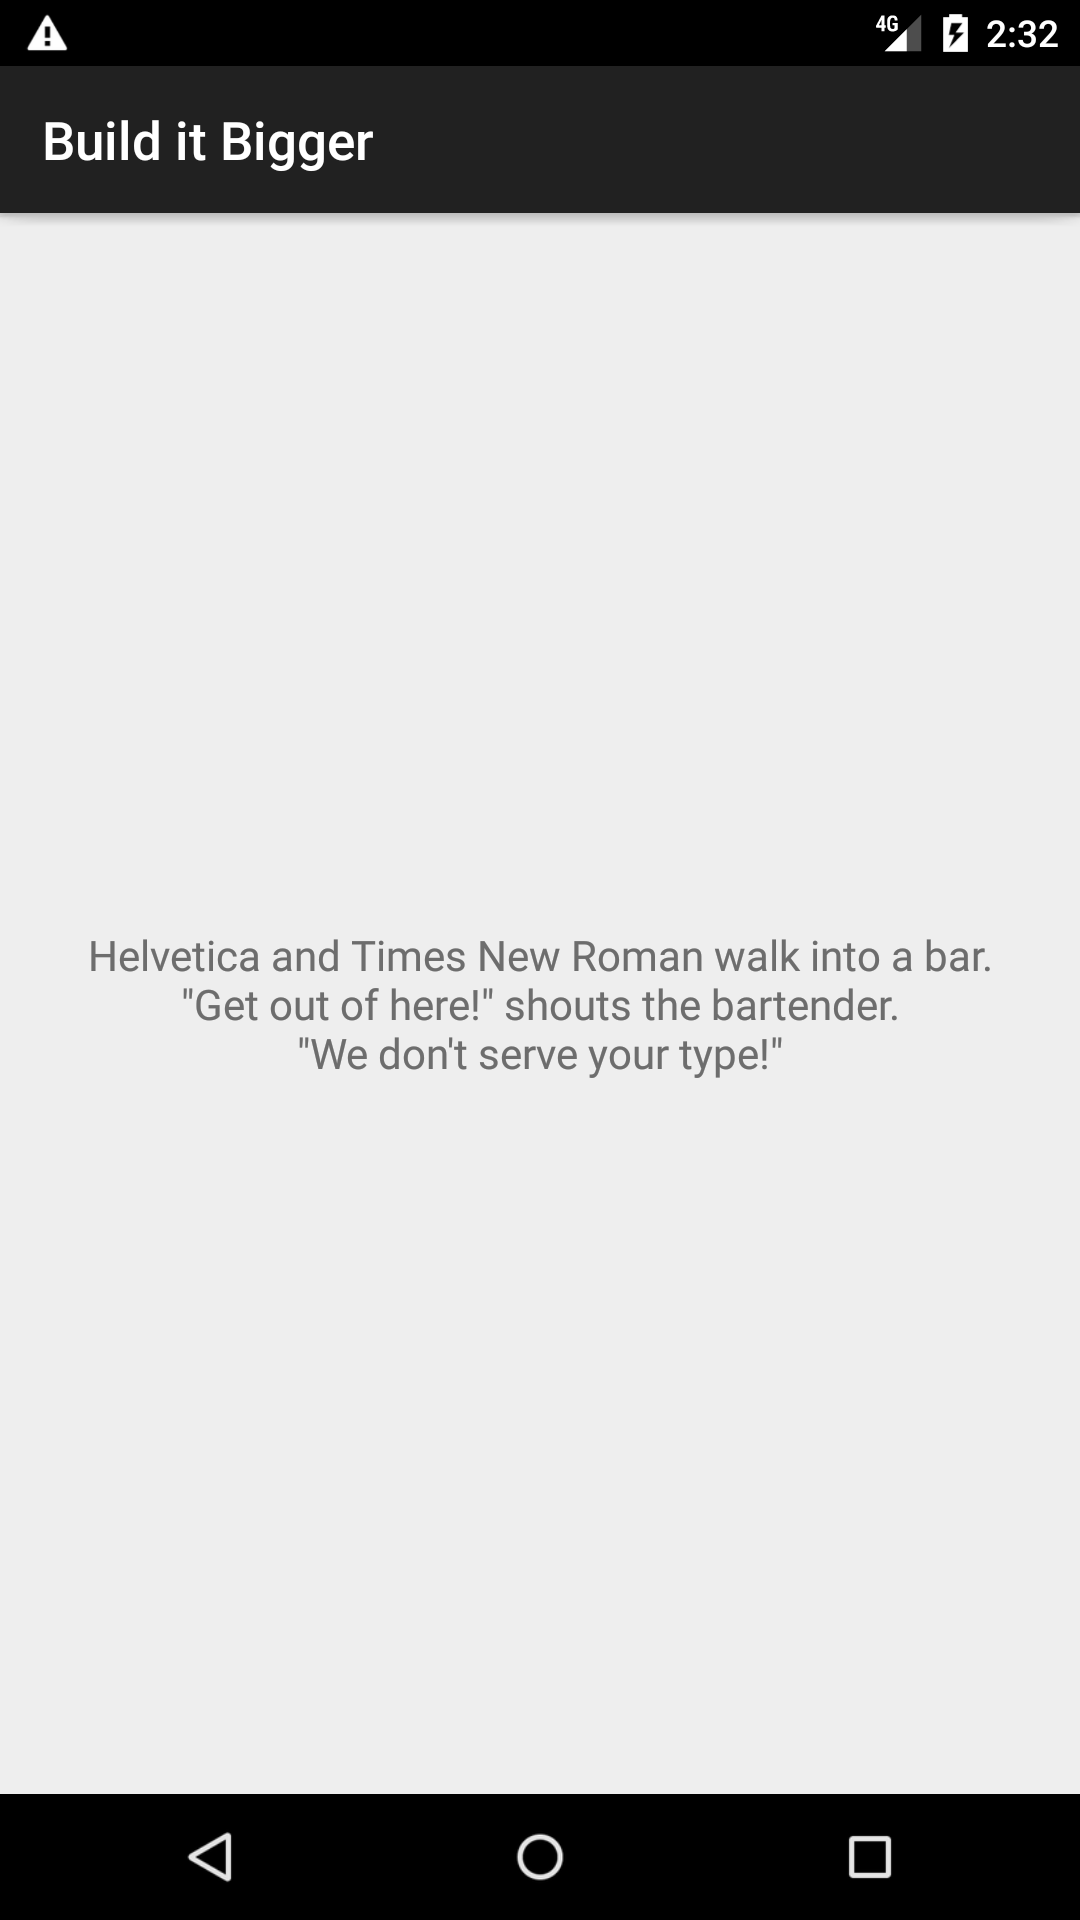 4G 2:32
Build it Bigger
Helvetica and Times New Roman walk into a bar.
"Get out of here!" shouts the bartender.
"We don't serve your type!"